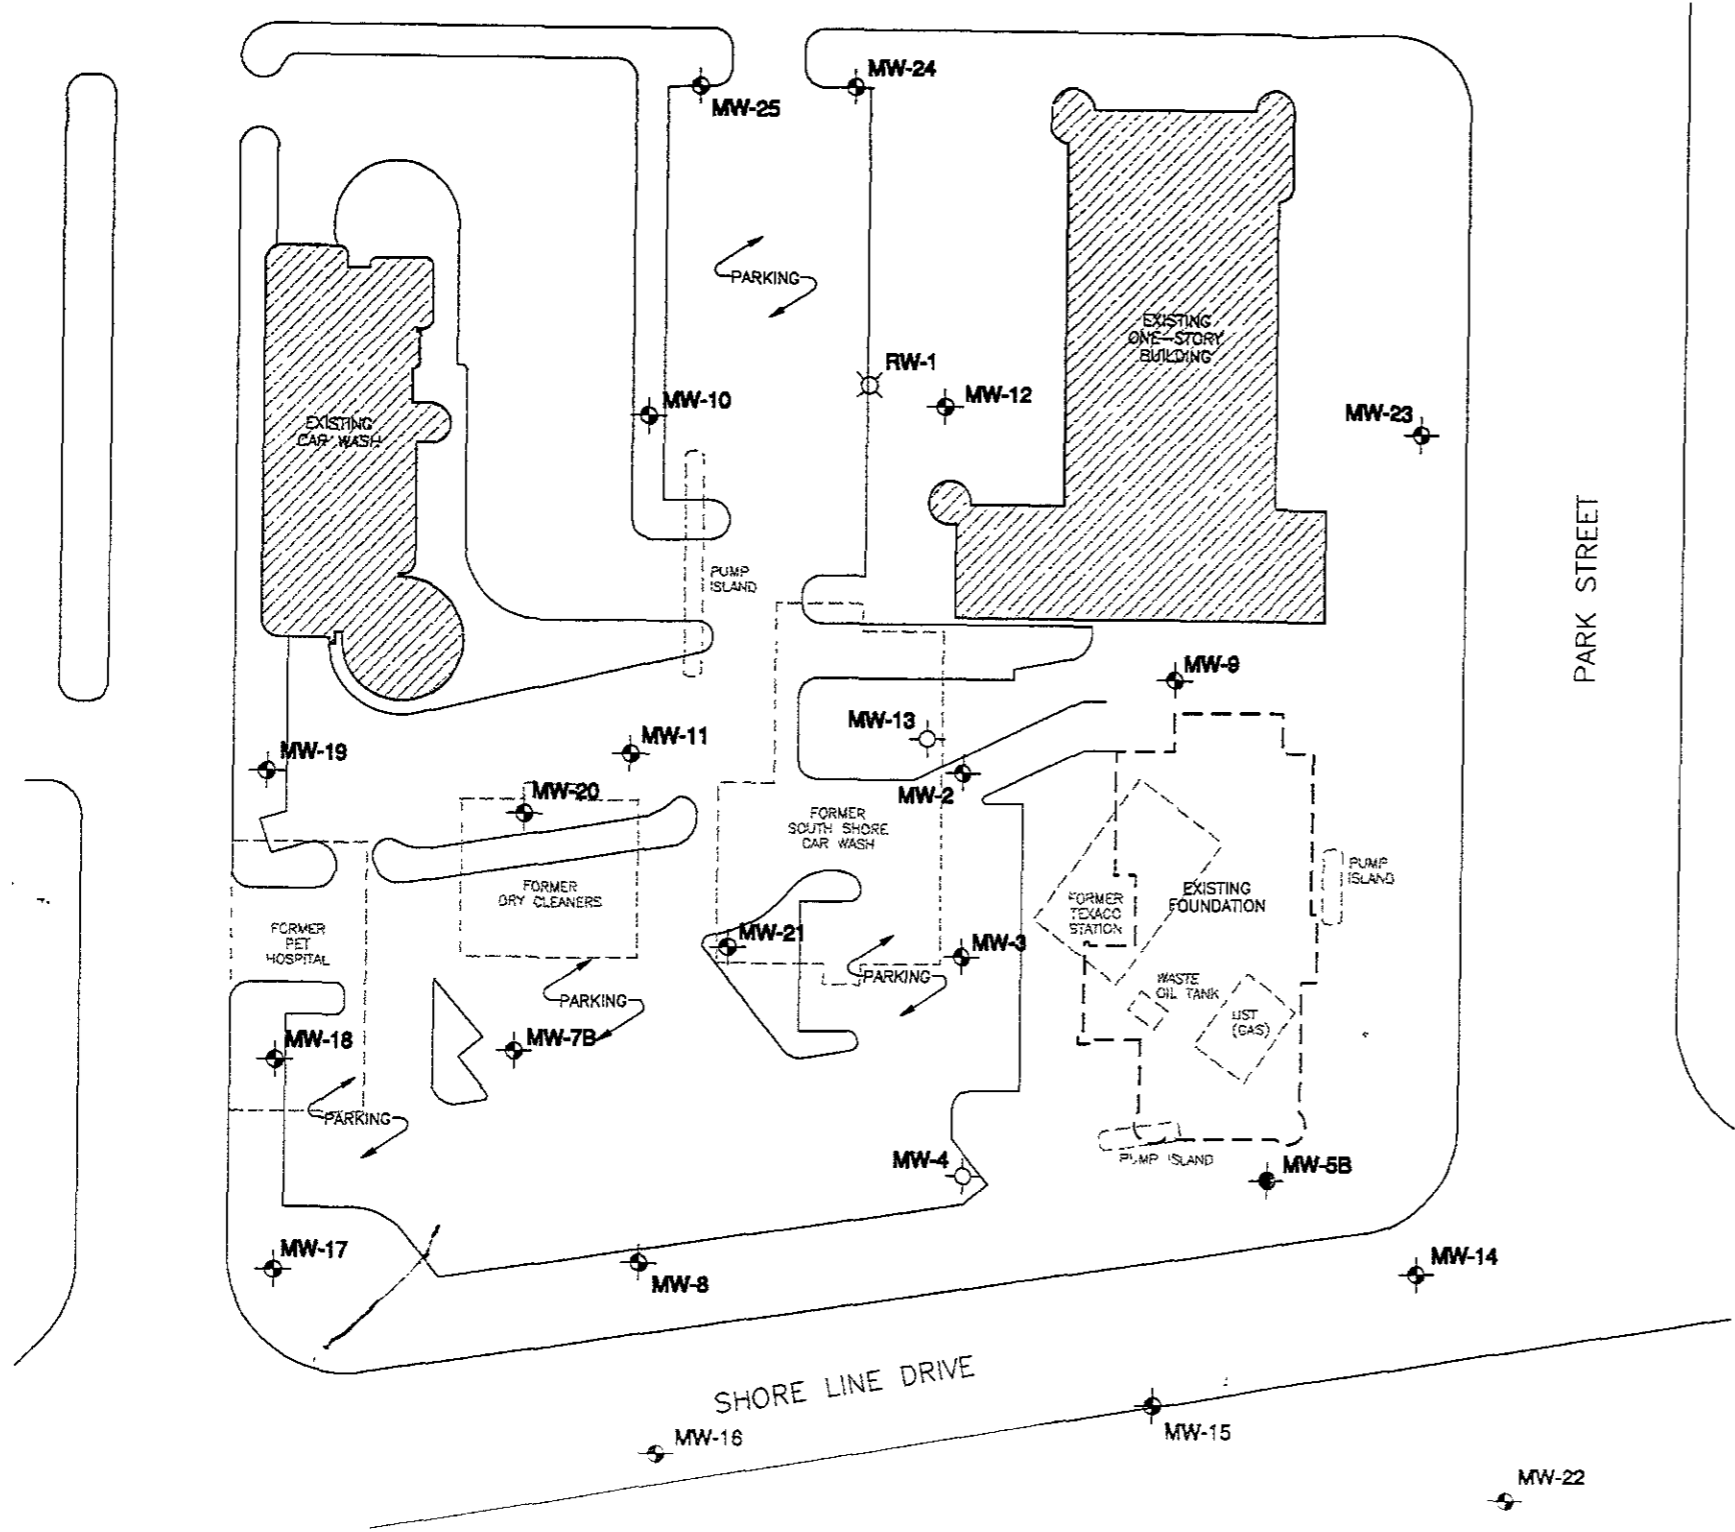 MW-24
MW-25
PARKING
EXISTING
ONE-STORY
BUILDING
RW-1
MW-10
MW-12
MW-23
EXISTING
CAR WASH
PARK STREET
PUMP
ISLAND
MW-9
MW-13
MW-11
MW-19
MW-20
MW-2
FORMER
SOUTH SHORE
CAR WASH
PUMP
ISLAND
FORMER
DRY CLEANERS
EXISTING
FOUNDATION
FORMER
TEXACO
STATION
FORMER
PET
HOSPITAL
MW-21
MW-3
PARKING
WASTE
OIL TANK
PARKING
UST
(GAS)
MW-18
MW-7B
PARKING
MW-4
PUMP ISLAND
MW-5B
MW-17
MW-8
MW-14
SHORE LINE DRIVE
MW-16
MW-15
MW-22